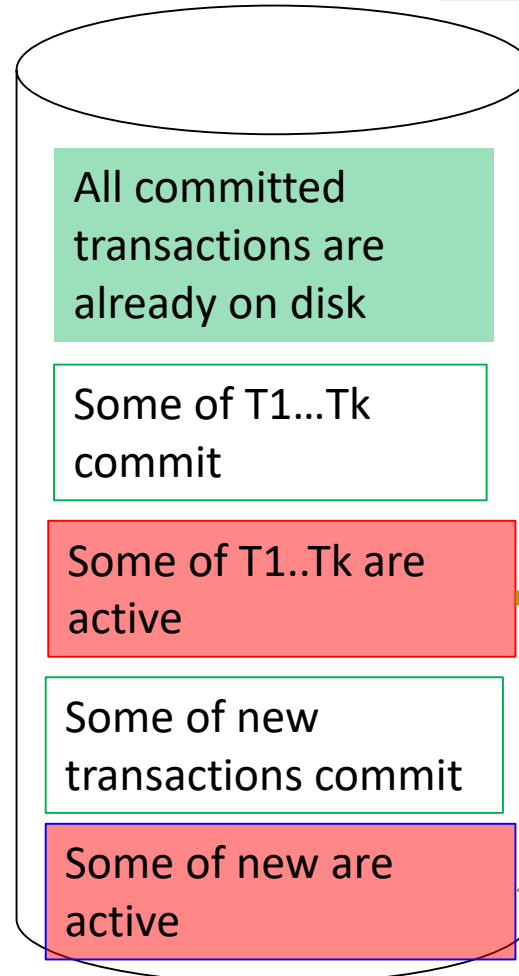 All committed
transactions are
already on disk
Some of T1...Tk
commit
Some of T1..Tk are
active
Some of new
transactions commit
Some of new are
active